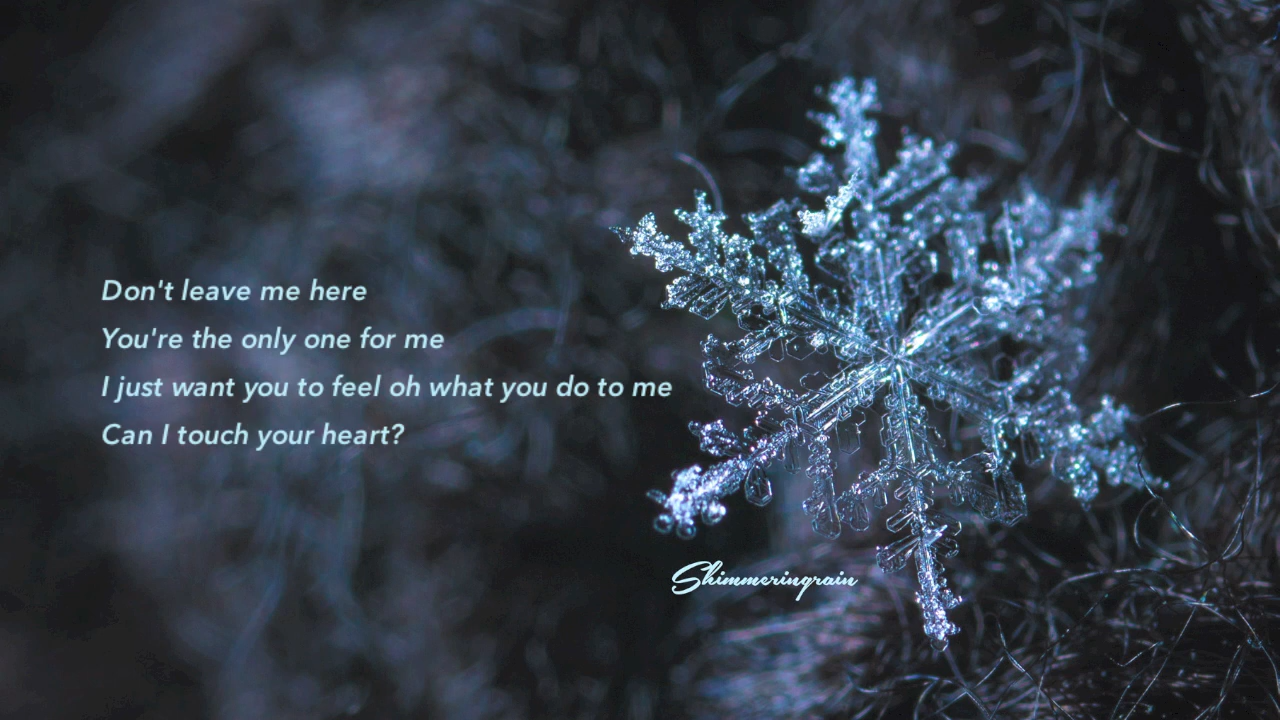 Don't leave me here
You're the only one for me
I just want you to feel oh what you do to me
Can I touch your heart?
Shimmeringrain